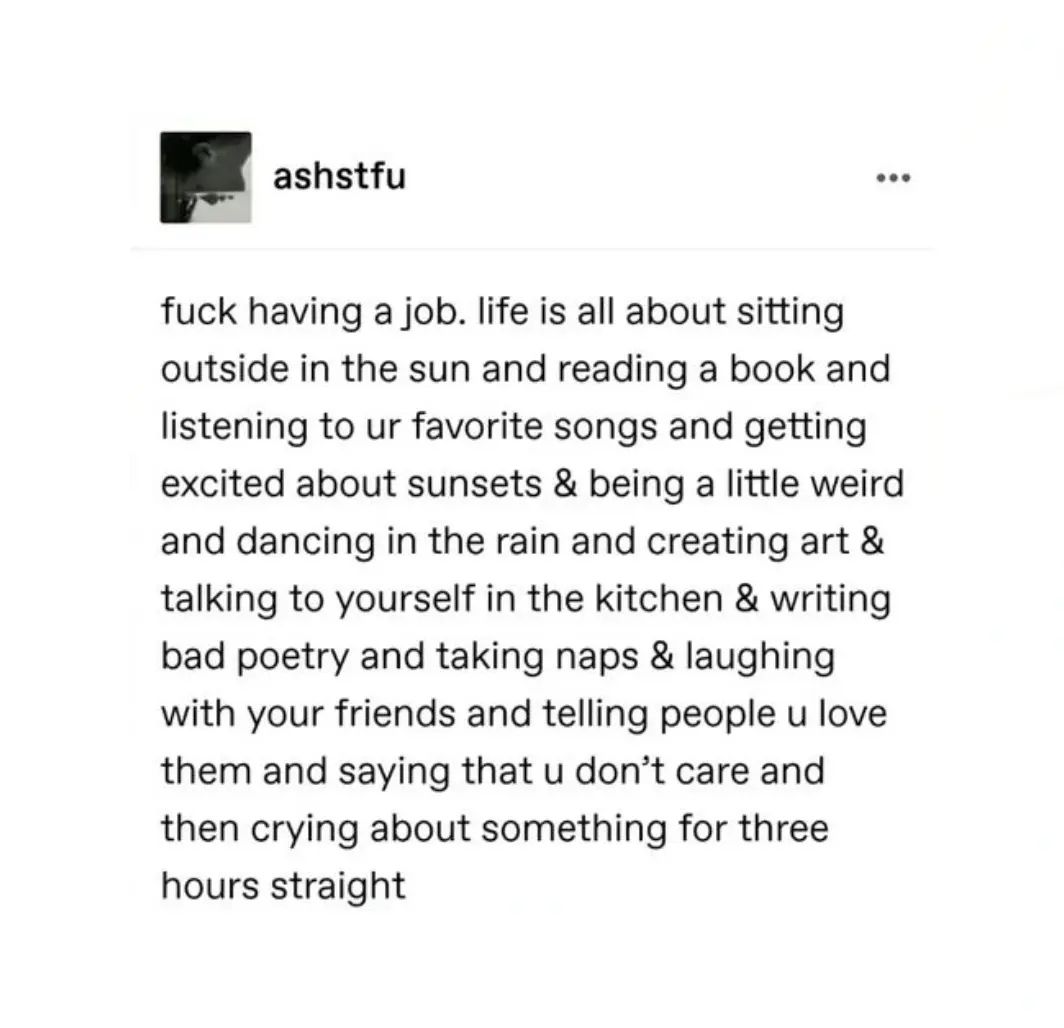 ashstfu
fuck having a job. life is all about sitting
outside in the sun and reading a book and
listening to ur favorite songs and getting
excited about sunsets & being a little weird
and dancing in the rain and creating art &
talking to yourself in the kitchen & writing
bad poetry and taking naps & laughing
with your friends and telling people u love
them and saying that u don’t care and
then crying about something for three
hours straight